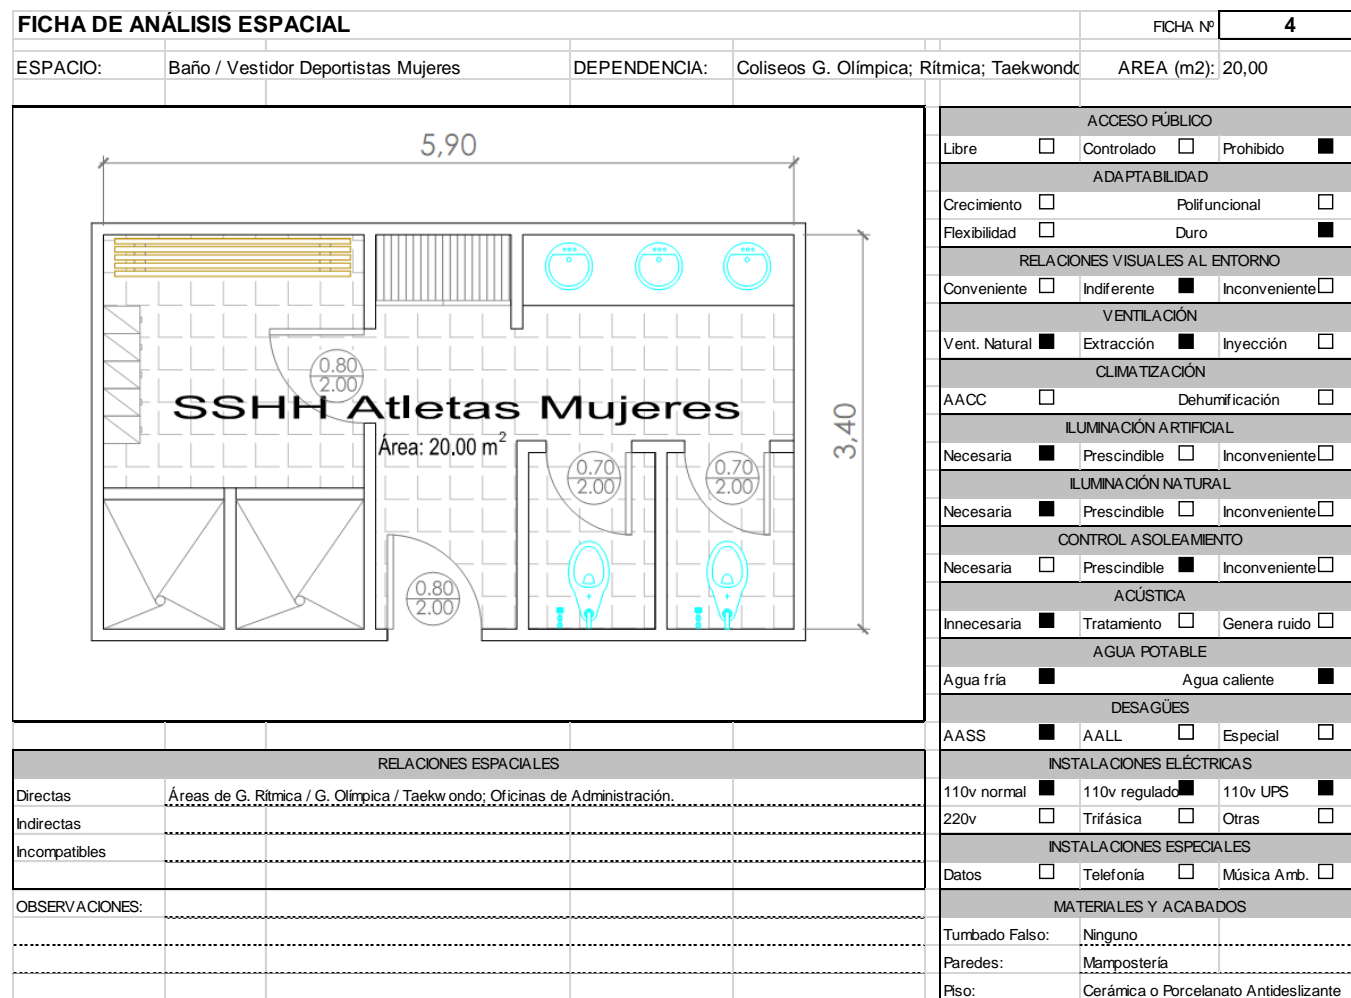 FICHA DE ANÁLISIS ESPACIAL FICHA Nº 4
ESPACIO: Baño / Vestidor Deportistas Mujeres DEPENDENCIA: Coliseos G. Olímpica; Rítmica; Taekwondo AREA (m2): 20,00
5,90
0.80
2.00
SSHH Atletas Mujeres
Área: 20.00 m2
3,40
0.70
2.00
0.70
2.00
0.80
2.00
ACCESO PÚBLICO
Libre Controlado Prohibido
ADAPTABILIDAD
Crecimiento Polifuncional
Flexibilidad Duro
RELACIONES VISUALES AL ENTORNO
Conveniente Indiferente Inconveniente
VENTILACIÓN
Vent. Natural Extracción Inyección
CLIMATIZACIÓN
AACC Dehumificación
ILUMINACIÓN ARTIFICIAL
Necesaria Prescindible Inconveniente
ILUMINACIÓN NATURAL
Necesaria Prescindible Inconveniente
CONTROL ASOLEAMIENTO
Necesaria Prescindible Inconveniente
ACÚSTICA
Innecesaria Tratamiento Genera ruido
AGUA POTABLE
Agua fría Agua caliente
DESAGÜES
AASS AALL Especial
INSTALACIONES ELÉCTRICAS
110v normal 110v regulado 110v UPS
220v Trifásica Otras
INSTALACIONES ESPECIALES
Datos Telefonía Música Amb.
MATERIALES Y ACABADOS
Tumbado Falso: Ninguno
Paredes: Mampostería
Piso: Cerámica o Porcelanato Antideslizante
RELACIONES ESPACIALES
Directas Áreas de G. Rítmica / G. Olímpica / Taekwondo; Oficinas de Administración.
Indirectas
Incompatibles
OBSERVACIONES: